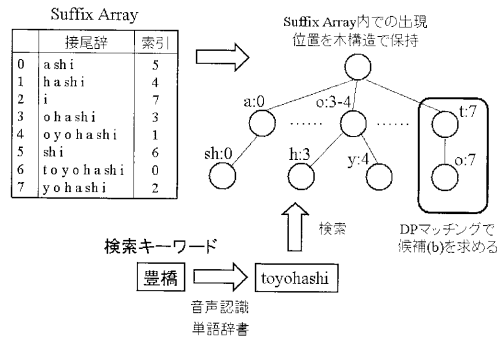 Suffix Array
接尾辞 索引
0 ashi 5
1 hashi 4
2 i 7
3 ohashi 3
4 oyohashi 1
5 shi 6
6 toyohashi 0
7 yohashi 2
Suffix Array内での出現
位置を木構造で保持
a:0 o:3-4 t:7
...... ......
sh:0 h:3 y:4 o:7
検索
DPマッチングで
候補(b)を求める
検索キーワード
豊橋 toyohashi
音声認識
単語辞書